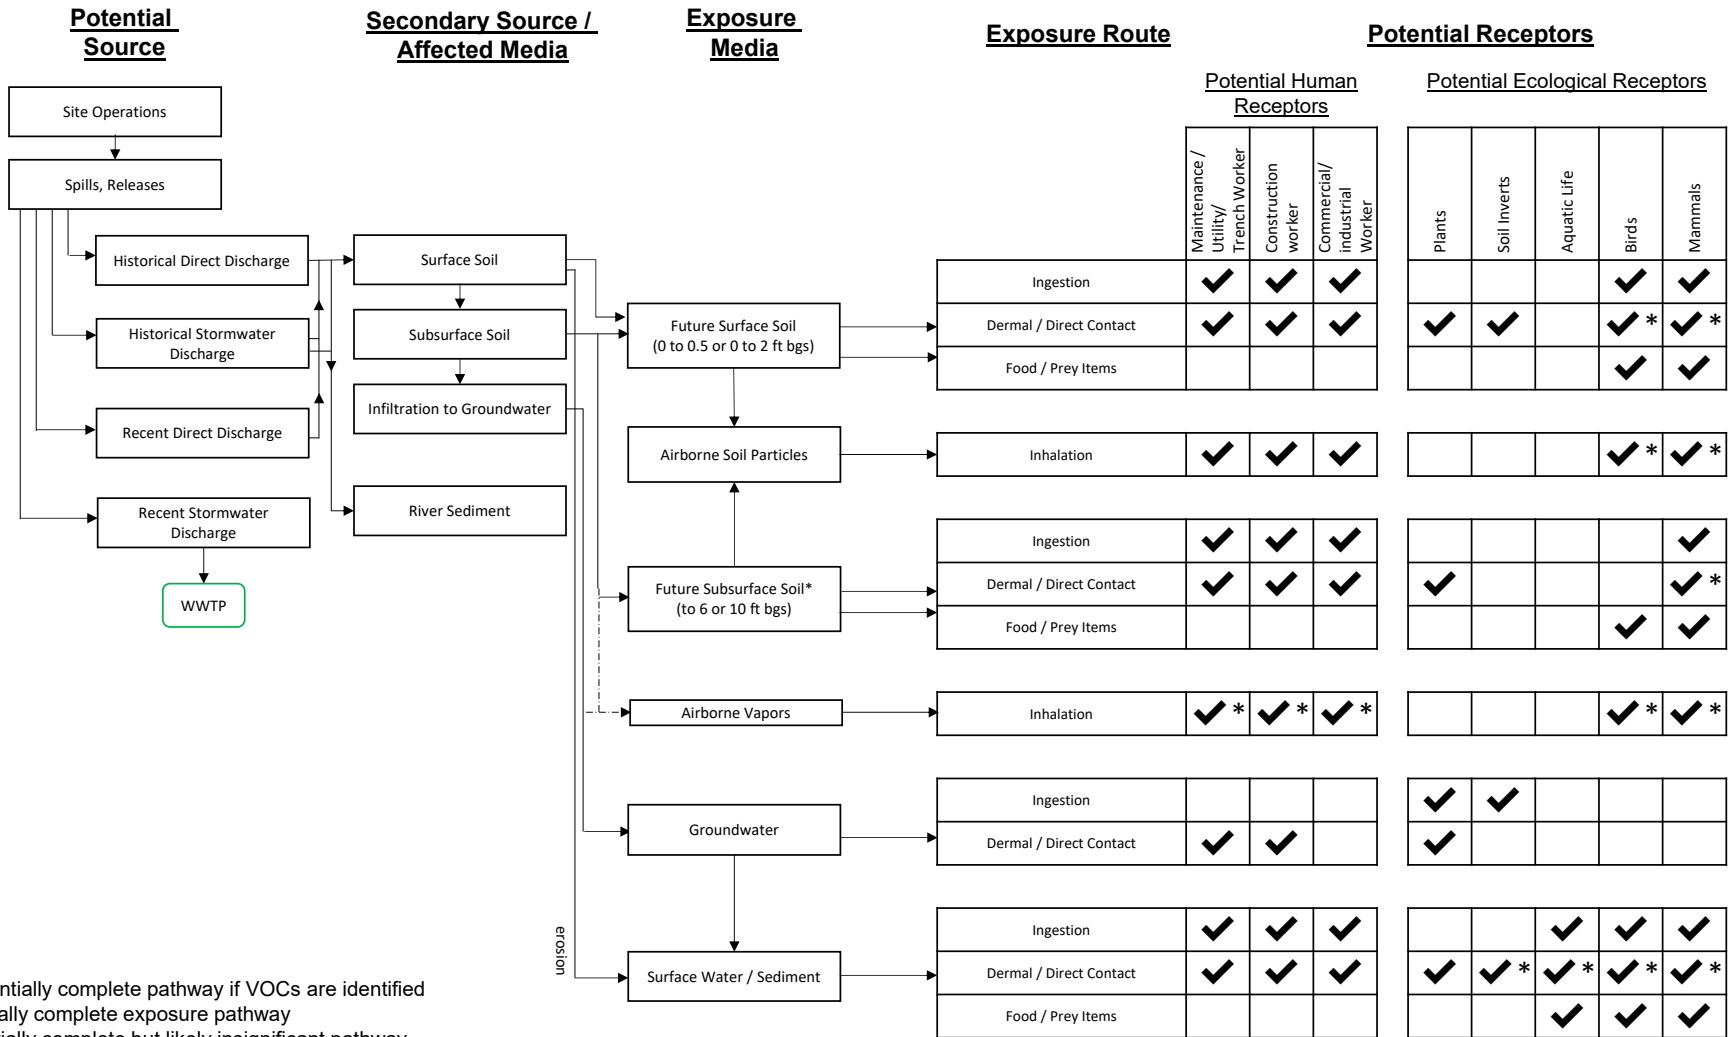 Potential
Source
Secondary Source /
Affected Media
Exposure
Media
Exposure Route
Potential Receptors
Potential Human
Receptors
Potential Ecological Receptors
Maintenance /
Utility/
Trench Worker
Construction
worker
Commercial/
industrial
Worker
Plants
Soil Inverts
Aquatic Life
Birds
Mammals
Site Operations
Spills, Releases
Historical Direct Discharge
Historical Stormwater
Discharge
Recent Direct Discharge
Recent Stormwater
Discharge
WWTP
Surface Soil
Subsurface Soil
Infiltration to Groundwater
River Sediment
erosion
Future Surface Soil
(0 to 0.5 or 0 to 2 ft bgs)
Airborne Soil Particles
Future Subsurface Soil*
(to 6 or 10 ft bgs)
Airborne Vapors
Groundwater
Surface Water / Sediment
Ingestion
✔ ✔ ✔ ✔ ✔
Dermal / Direct Contact
✔ ✔ ✔ ✔ ✔ ✔* ✔*
Food / Prey Items
✔ ✔
Inhalation
✔ ✔ ✔ ✔* ✔*
Ingestion
✔ ✔ ✔ ✔
Dermal / Direct Contact
✔ ✔ ✔ ✔ ✔*
Food / Prey Items
✔ ✔
Inhalation
✔* ✔* ✔* ✔* ✔*
Ingestion
✔ ✔
Dermal / Direct Contact
✔ ✔ ✔
Ingestion
✔ ✔ ✔ ✔ ✔ ✔
Dermal / Direct Contact
✔ ✔ ✔ ✔ ✔* ✔* ✔* ✔*
Food / Prey Items
✔ ✔ ✔
complete pathway if VOCs are identified
complete exposure pathway
complete but likely insignificant pathway